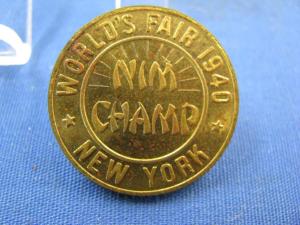 WORLD'S FAIR 1940
NIM
CHAMP
NEW YORK